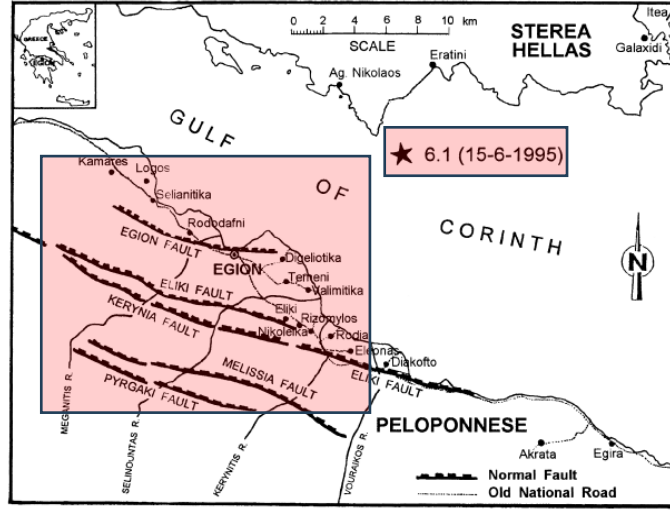 GREECE
0 2 4 6 8 10 km
SCALE
STEREA
HELLAS
Itea
Galaxidi
Eratini
Ag. Nikolaos
GULF
OF
CORINTH
6.1 (15-6-1995)
Kamares
Logos
Selianitika
Rododafni
EGION FAULT
EGION
Digeliotika
Temeni
Valimitika
ELIKI FAULT
Eliki
Rizomylos
KERYNIA FAULT
Nikoleika
Rodia
Eleonas
Diakofto
ELIKI FAULT
MELISSIA FAULT
PYRGAKI FAULT
MEGANITIS R.
SELINOUNTAS R.
KERYNITIS R.
VOURAIKOS R.
PELOPONNESE
Akrata
Egira
N
Normal Fault
Old National Road